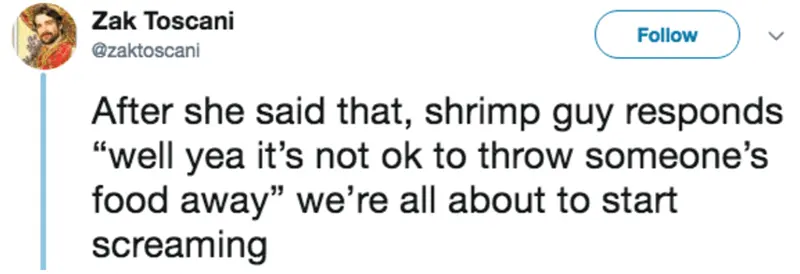 Zak Toscani
@zaktoscani
Follow
After she said that, shrimp guy responds
“well yea it’s not ok to throw someone’s
food away” we’re all about to start
screaming